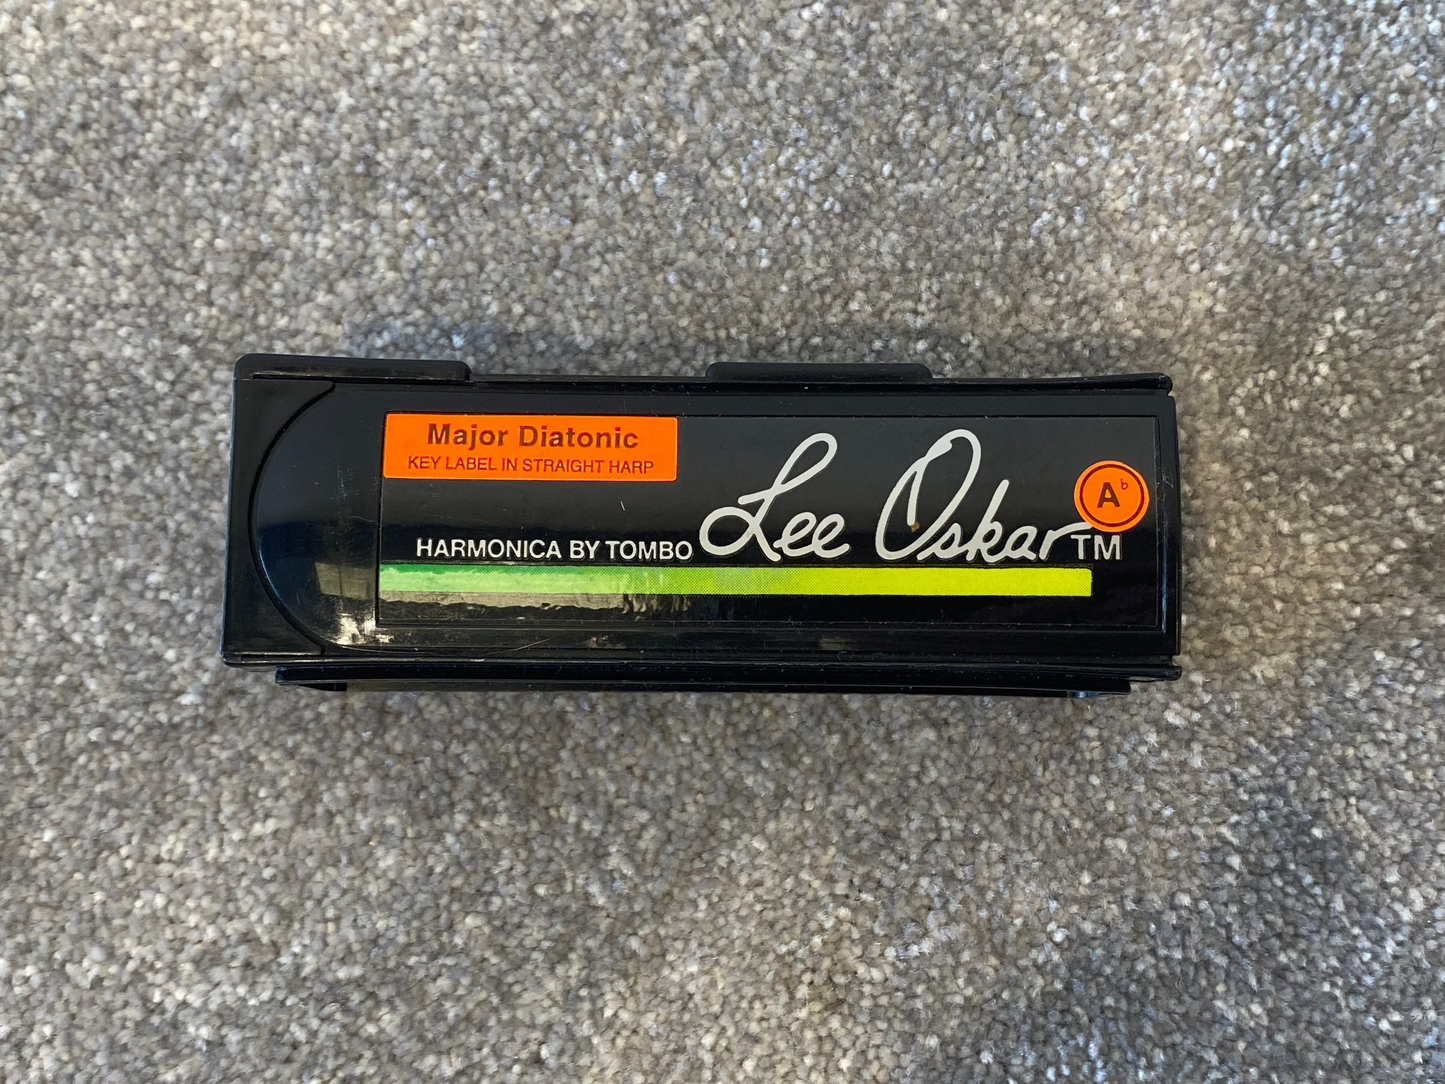 Major Diatonic
KEY LABEL IN STRAIGHT HARP
HARMONICA BY TOMBO Lee Oskar TM
A♭